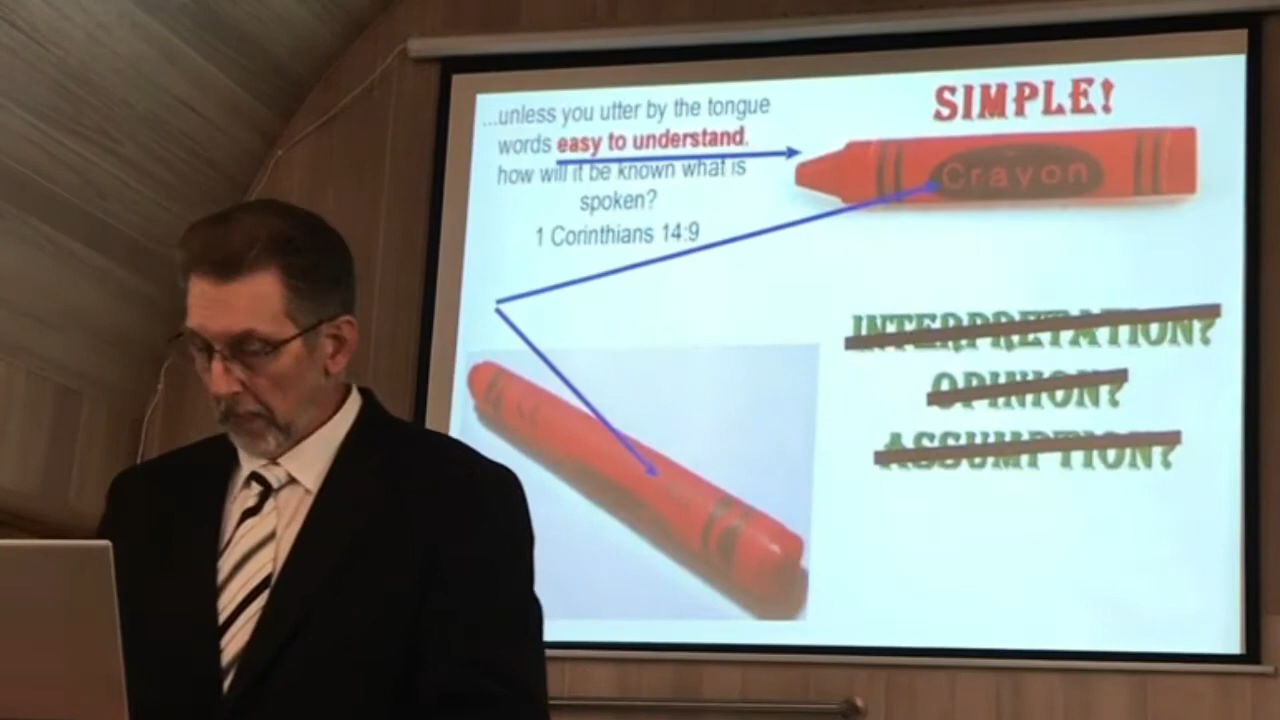 ...unless you utter by the tongue
words easy to understand.
how will it be known what is
spoken?
1 Corinthians 14:9
SIMPLE!
Crayon
INTERPRETATION?
OPINION?
ASSUMPTION?